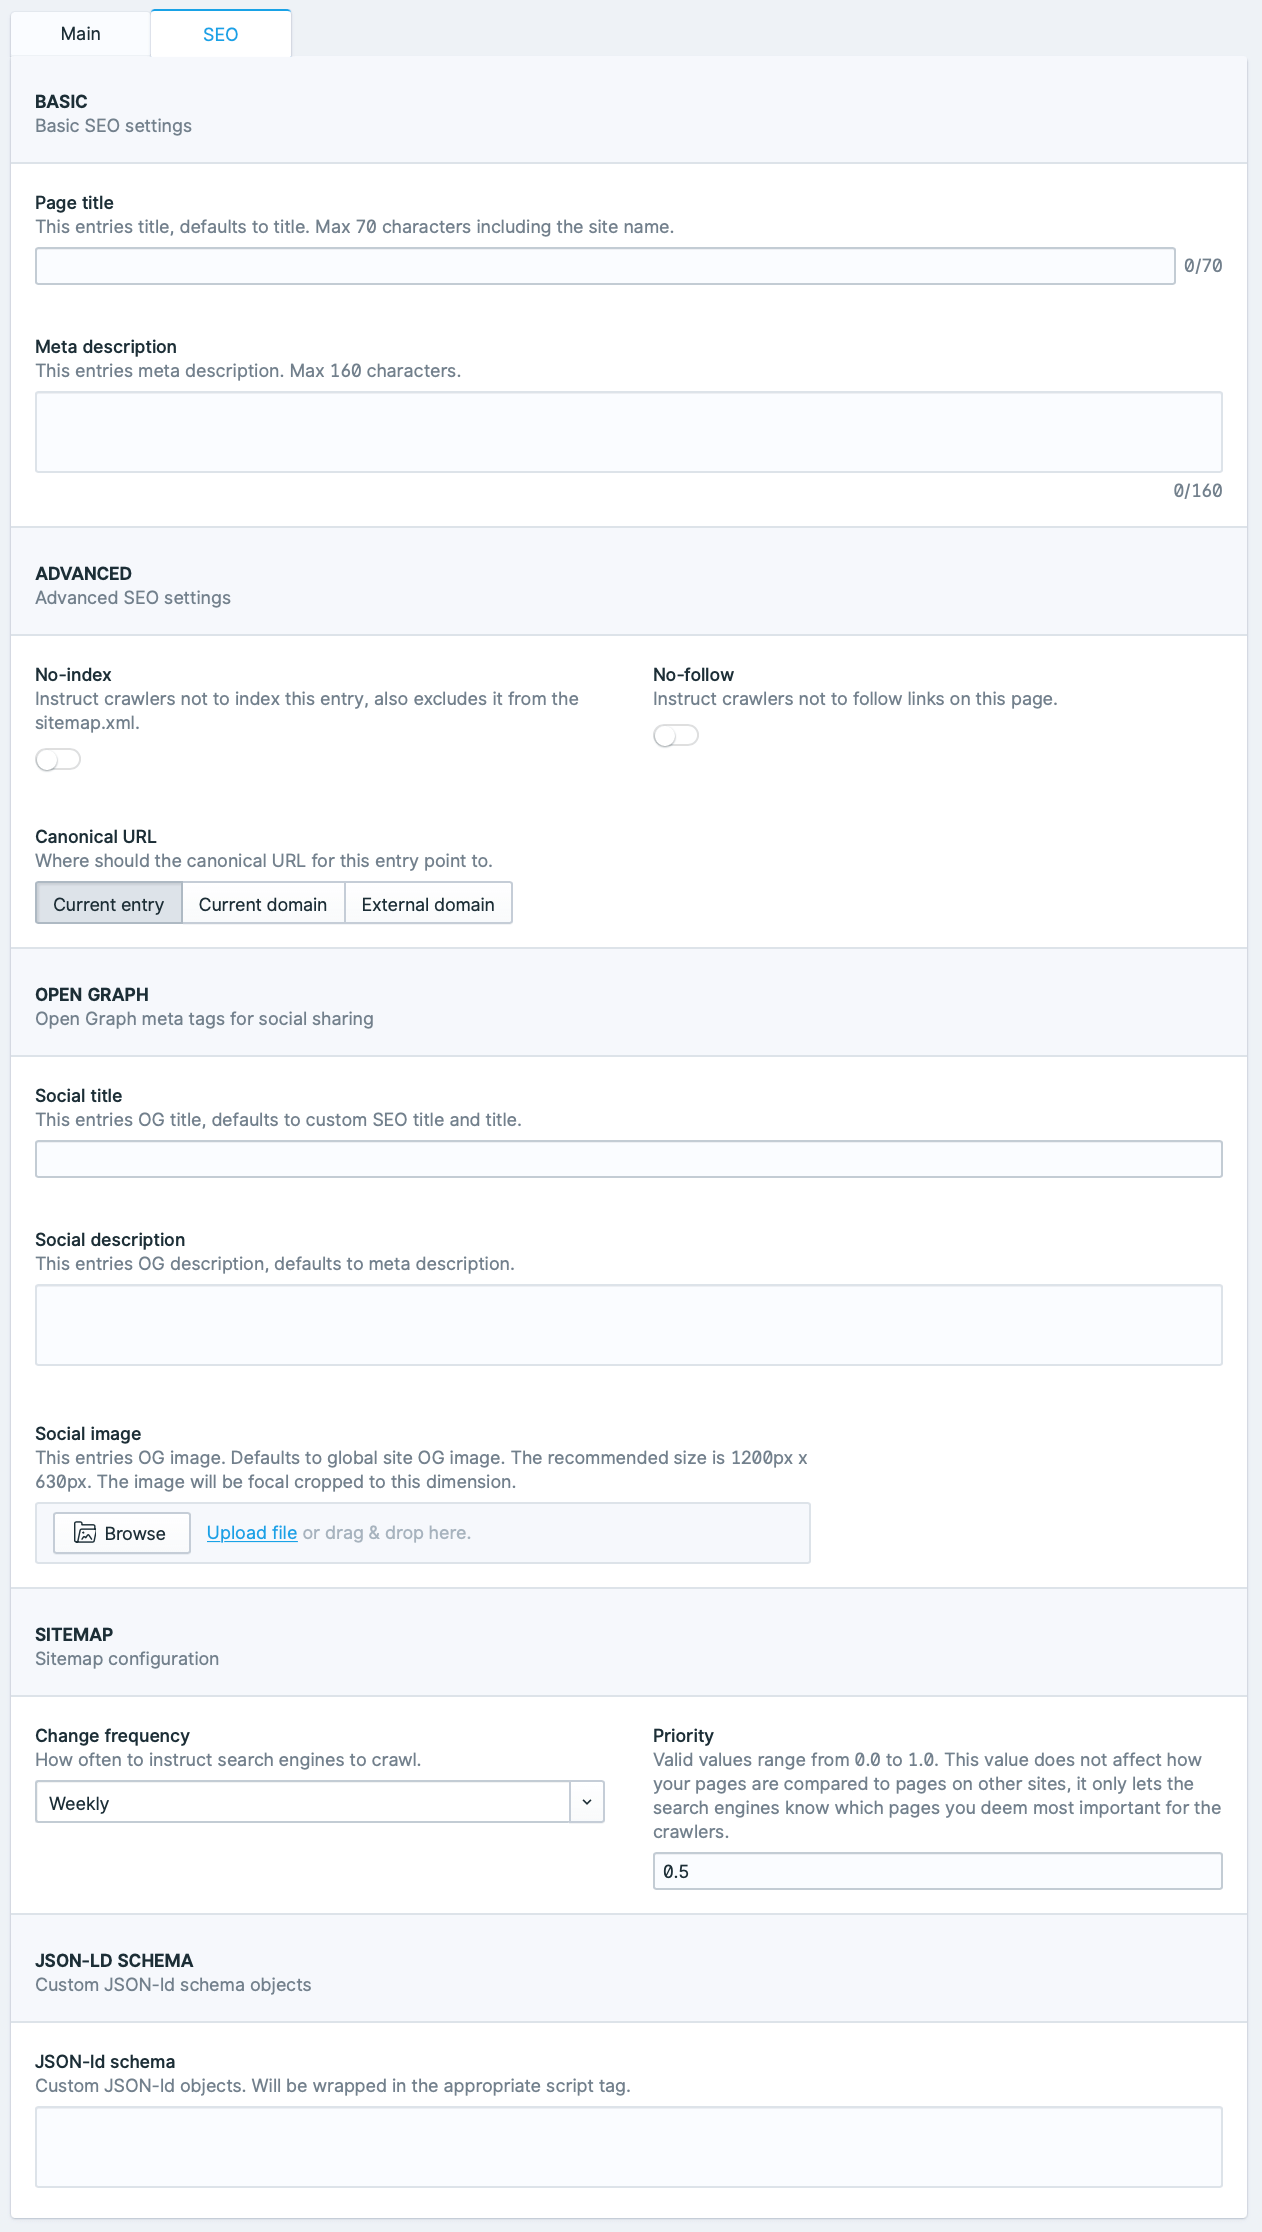 Main
SEO
BASIC
Basic SEO settings
Page title
This entries title, defaults to title. Max 70 characters including the site name.
0/70
Meta description
This entries meta description. Max 160 characters.
0/160
ADVANCED
Advanced SEO settings
No-index
Instruct crawlers not to index this entry, also excludes it from the
sitemap.xml.
No-follow
Instruct crawlers not to follow links on this page.
Canonical URL
Where should the canonical URL for this entry point to.
Current entry
Current domain
External domain
OPEN GRAPH
Open Graph meta tags for social sharing
Social title
This entries OG title, defaults to custom SEO title and title.
Social description
This entries OG description, defaults to meta description.
Social image
This entries OG image. Defaults to global site OG image. The recommended size is 1200px x
630px. The image will be focal cropped to this dimension.
Browse
Upload file or drag & drop here.
SITEMAP
Sitemap configuration
Change frequency
How often to instruct search engines to crawl.
Weekly
Priority
Valid values range from 0.0 to 1.0. This value does not affect how
your pages are compared to pages on other sites, it only lets the
search engines know which pages you deem most important for the
crawlers.
0.5
JSON-LD SCHEMA
Custom JSON-ld schema objects
JSON-ld schema
Custom JSON-ld objects. Will be wrapped in the appropriate script tag.